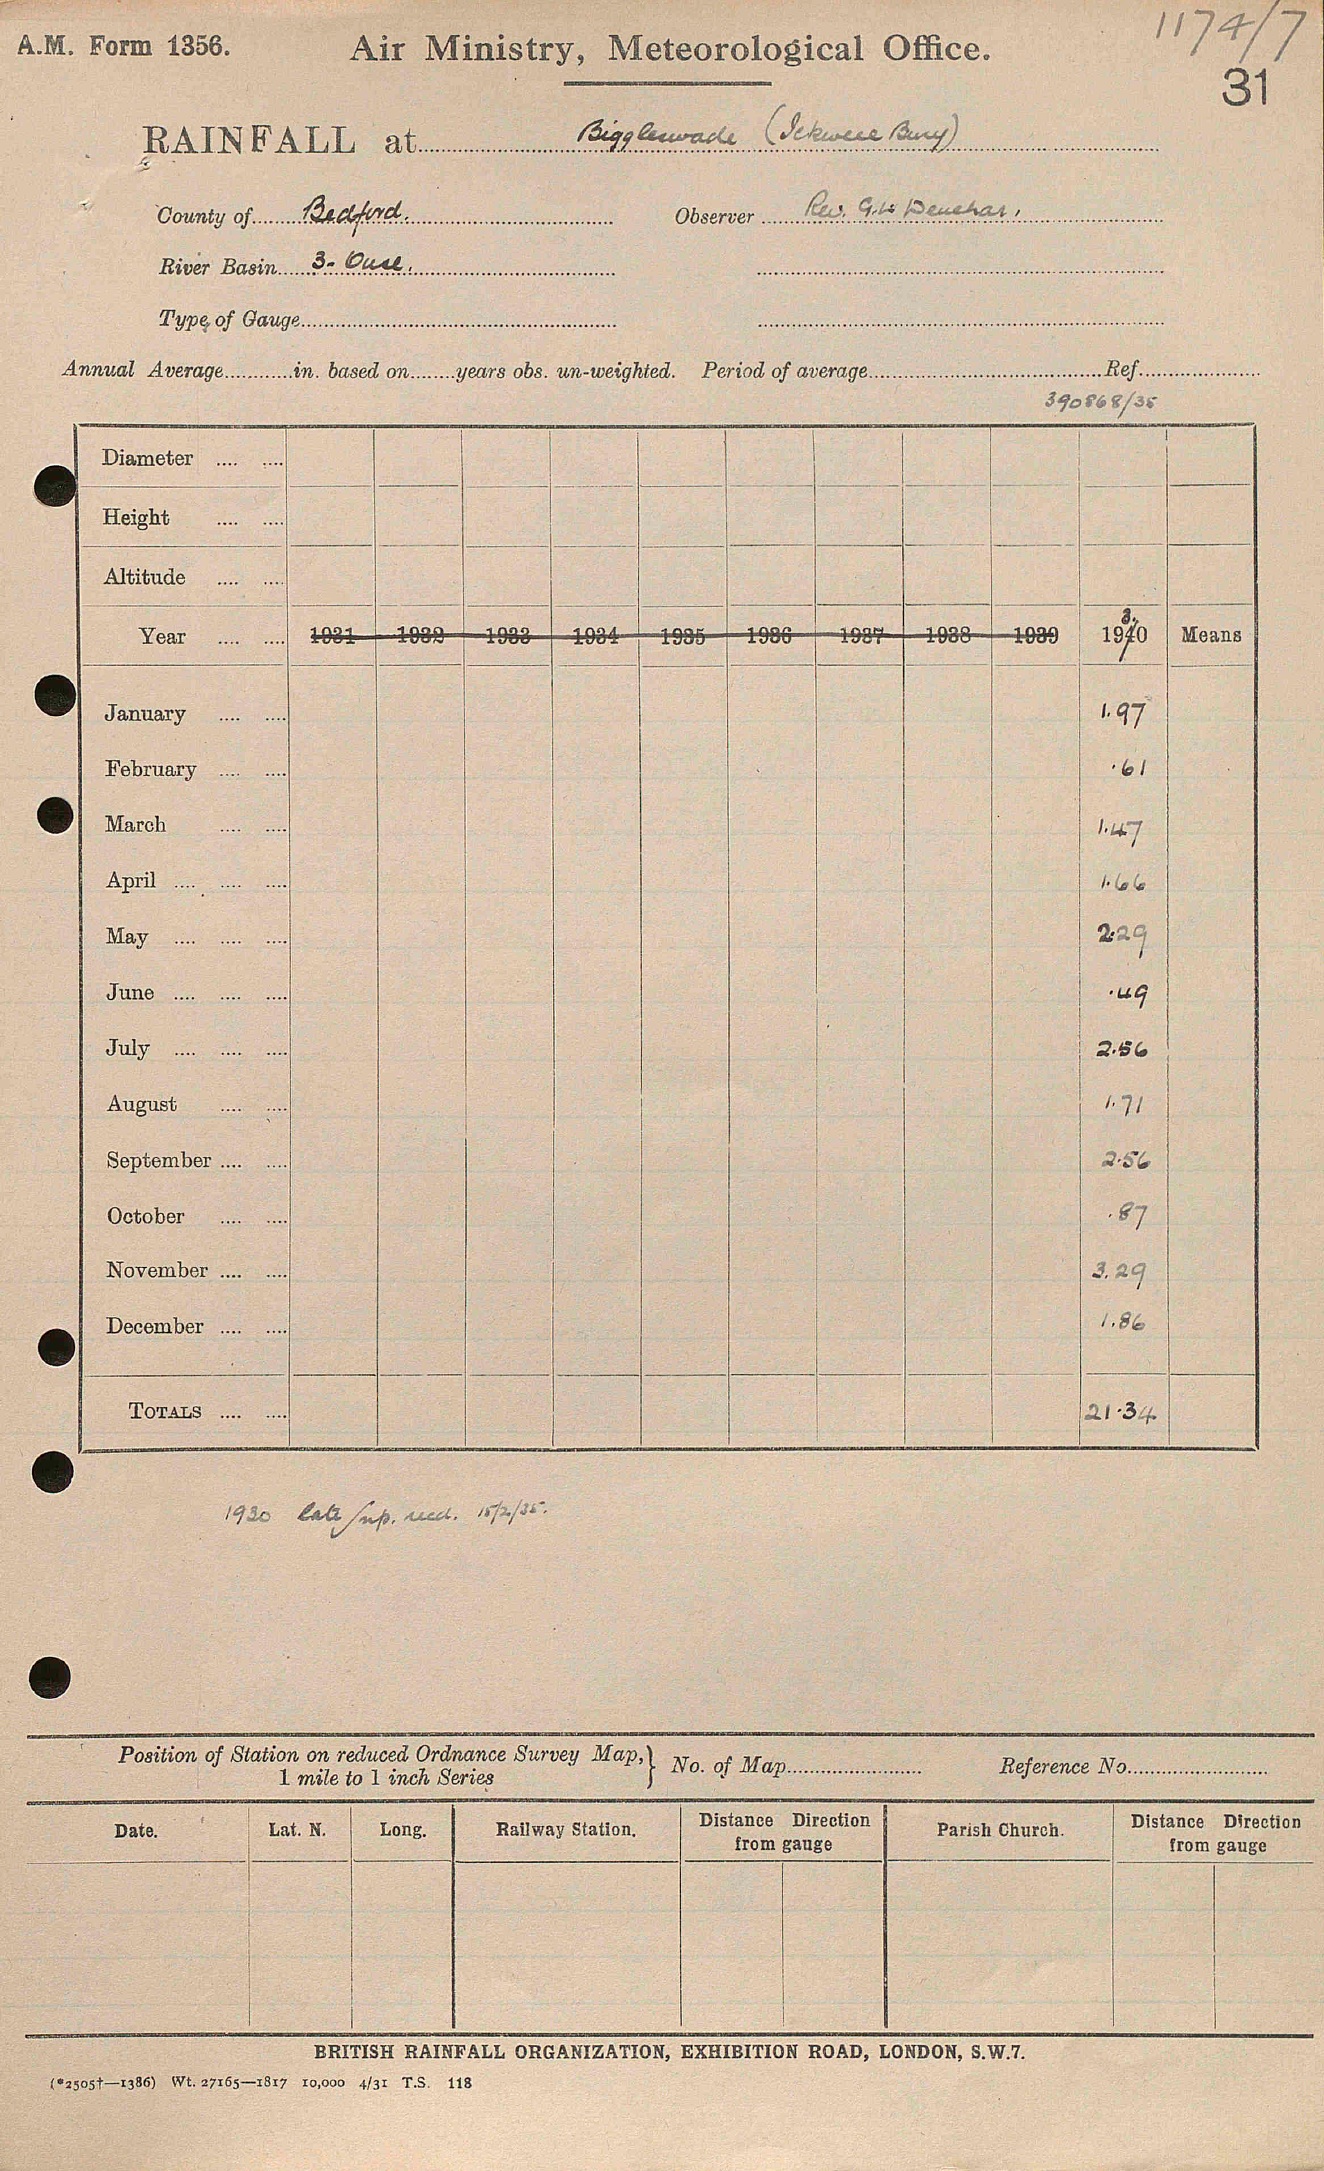 1174/7
A.M. Form 1356. Air Ministry, Meteorological Office.
31
RAINFALL at Biggleswade (Ickwell Bury)
County of Bedford. Observer Rev. G.H.
River Basin 3- Ouse.
Type of Gauge
Annual Average in. based on years obs. un-weighted. Period of average Ref.
390868/35
Diameter
Height
Altitude
Year 1931 1932 1933 1934 1935 1936 1937 1938 1939 1940 3. Means
January 1.97
February .61
March 1.47
April 1.66
May 2.29
June .49
July 2.56
August 1.71
September 2.56
October .87
November 3.29
December 1.86
TOTALS 21.34
1930 late sup. recd. 15/2/35.
Position of Station on reduced Ordnance Survey Map, } No. of Map Reference No.
1 mile to 1 inch Series
Date. Lat. N. Long. Railway Station. Distance Direction from gauge Parish Church. Distance Direction from gauge
BRITISH RAINFALL ORGANIZATION, EXHIBITION ROAD, LONDON, S.W.7.
(*2505†—1386) Wt. 27165—1817 10,000 4/31 T.S. 118